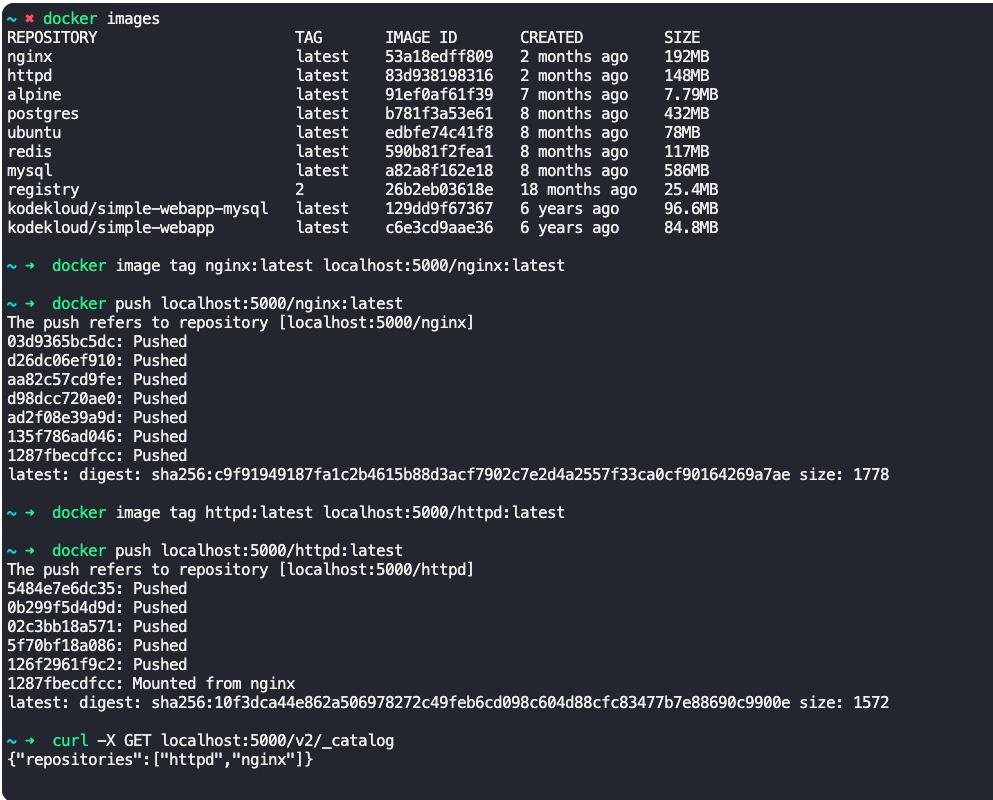 ~ ✖ docker images
REPOSITORY                      TAG       IMAGE ID       CREATED         SIZE
nginx                           latest    53a18edff809   2 months ago    192MB
httpd                           latest    83d938198316   2 months ago    148MB
alpine                          latest    91ef0af61f39   7 months ago    7.79MB
postgres                        latest    b781f3a53e61   8 months ago    432MB
ubuntu                          latest    edbfe74c41f8   8 months ago    78MB
redis                           latest    590b81f2fea1   8 months ago    117MB
mysql                           latest    a82a8f162e18   8 months ago    586MB
registry                        2         26b2eb03618e   18 months ago   25.4MB
kodekloud/simple-webapp-mysql   latest    129dd9f67367   6 years ago     96.6MB
kodekloud/simple-webapp         latest    c6e3cd9aae36   6 years ago     84.8MB
~ ➜  docker image tag nginx:latest localhost:5000/nginx:latest
~ ➜  docker push localhost:5000/nginx:latest
The push refers to repository [localhost:5000/nginx]
03d9365bc5dc: Pushed
d26dc06ef910: Pushed
aa82c57cd9fe: Pushed
d98dcc720ae0: Pushed
ad2f08e39a9d: Pushed
135f786ad046: Pushed
1287fbecdfcc: Pushed
latest: digest: sha256:c9f91949187fa1c2b4615b88d3acf7902c7e2d4a2557f33ca0cf90164269a7ae size: 1778
~ ➜  docker image tag httpd:latest localhost:5000/httpd:latest
~ ➜  docker push localhost:5000/httpd:latest
The push refers to repository [localhost:5000/httpd]
5484e7e6dc35: Pushed
0b299f5d4d9d: Pushed
02c3bb18a571: Pushed
5f70bf18a086: Pushed
126f2961f9c2: Pushed
1287fbecdfcc: Mounted from nginx
latest: digest: sha256:10f3dca44e862a506978272c49feb6cd098c604d88cfc83477b7e88690c9900e size: 1572
~ ➜  curl -X GET localhost:5000/v2/_catalog
{"repositories":["httpd","nginx"]}